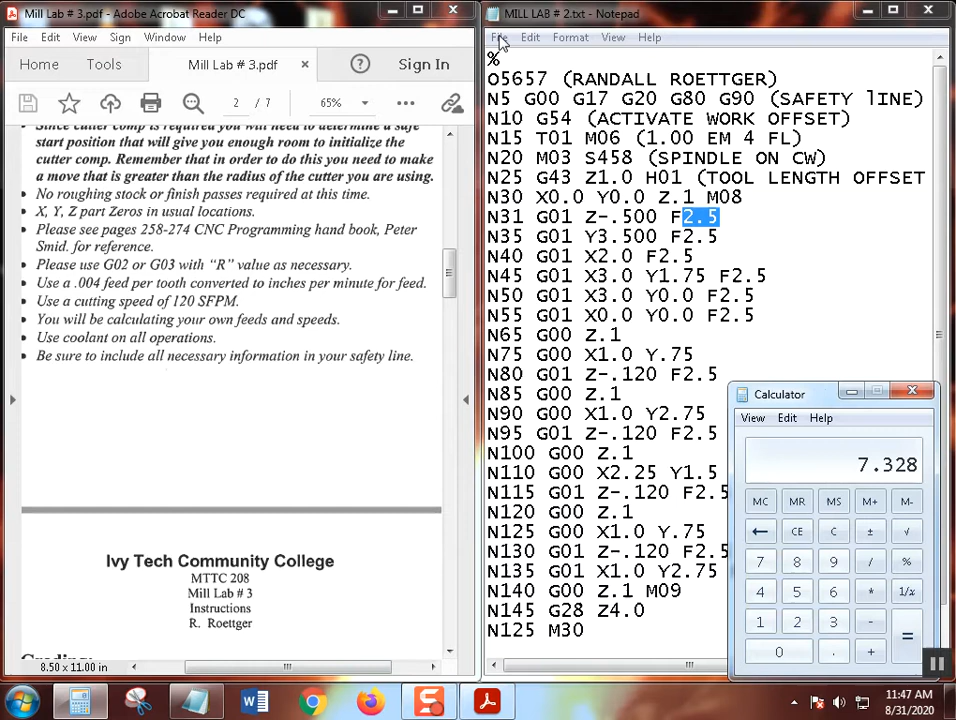 Mill Lab # 3.pdf - Adobe Acrobat Reader DC
File Edit View Sign Window Help
Home Tools Mill Lab # 3.pdf × ? Sign In
2 / 7 65% •••
Since cutter comp is required you will need to determine a safe
start position that will give you enough room to initialize the
cutter comp. Remember that in order to do this you need to make
a move that is greater than the radius of the cutter you are using.
• No roughing stock or finish passes required at this time.
• X, Y, Z part Zeros in usual locations.
• Please see pages 258-274 CNC Programming hand book, Peter
Smid. for reference.
• Please use G02 or G03 with “R” value as necessary.
• Use a .004 feed per tooth converted to inches per minute for feed.
• Use a cutting speed of 120 SFPM.
• You will be calculating your own feeds and speeds.
• Use coolant on all operations.
• Be sure to include all necessary information in your safety line.
Ivy Tech Community College
MTTC 208
Mill Lab # 3
Instructions
R. Roettger
8.50 x 11.00 in
MILL LAB # 2.txt - Notepad
File Edit Format View Help
%
O5657 (RANDALL ROETTGER)
N5 G00 G17 G20 G80 G90 (SAFETY lINE)
N10 G54 (ACTIVATE WORK OFFSET)
N15 T01 M06 (1.00 EM 4 FL)
N20 M03 S458 (SPINDLE ON CW)
N25 G43 Z1.0 H01 (TOOL LENGTH OFFSET
N30 X0.0 Y0.0 Z.1 M08
N31 G01 Z-.500 F2.5
N35 G01 Y3.500 F2.5
N40 G01 X2.0 F2.5
N45 G01 X3.0 Y1.75 F2.5
N50 G01 X3.0 Y0.0 F2.5
N55 G01 X0.0 Y0.0 F2.5
N65 G00 Z.1
N75 G00 X1.0 Y.75
N80 G01 Z-.120 F2.5
N85 G00 Z.1
N90 G00 X1.0 Y2.75
N95 G01 Z-.120 F2.5
N100 G00 Z.1
N110 G00 X2.25 Y1.5
N115 G01 Z-.120 F2.5
N120 G00 Z.1
N125 G00 X1.0 Y.75
N130 G01 Z-.120 F2.5
N135 G01 X1.0 Y2.75
N140 G00 Z.1 M09
N145 G28 Z4.0
N125 M30
Calculator
View Edit Help
7.328
MC MR MS M+ M-
← CE C ± √
7 8 9 / %
4 5 6 * 1/x
1 2 3 - =
0 . +
11:47 AM
8/31/2020